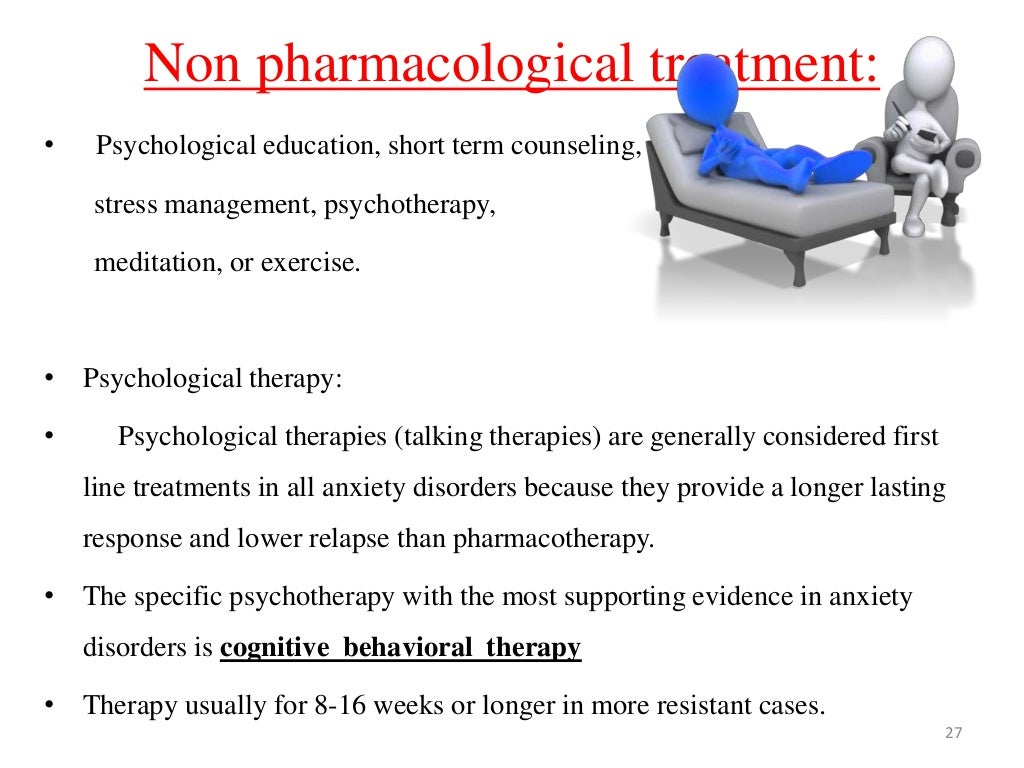 Non pharmacological treatment:
• Psychological education, short term counseling,
stress management, psychotherapy,
meditation, or exercise.
• Psychological therapy:
• Psychological therapies (talking therapies) are generally considered first
line treatments in all anxiety disorders because they provide a longer lasting
response and lower relapse than pharmacotherapy.
• The specific psychotherapy with the most supporting evidence in anxiety
disorders is cognitive behavioral therapy
• Therapy usually for 8-16 weeks or longer in more resistant cases.
27